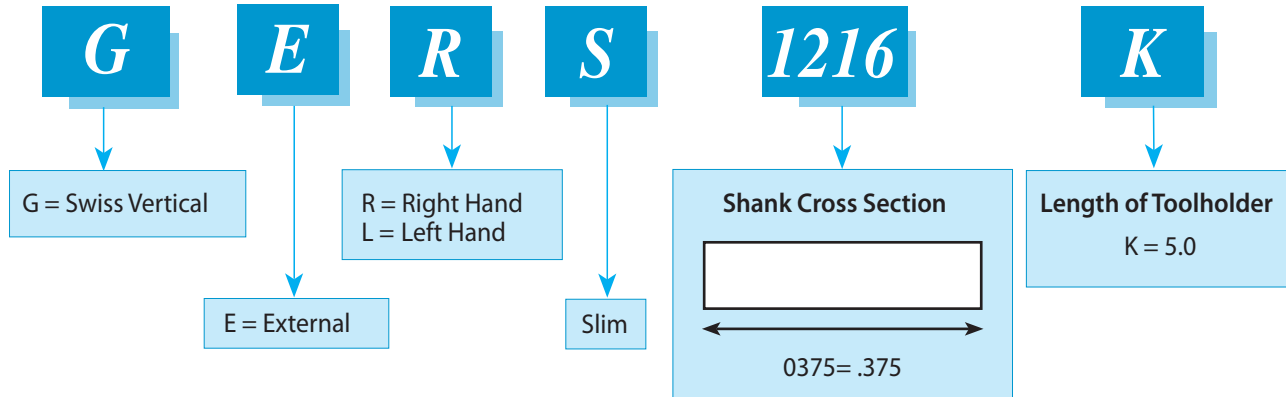 G E R S 1216 K
G = Swiss Vertical
E = External
R = Right Hand
L = Left Hand
Slim
Shank Cross Section
0375= .375
Length of Toolholder
K = 5.0